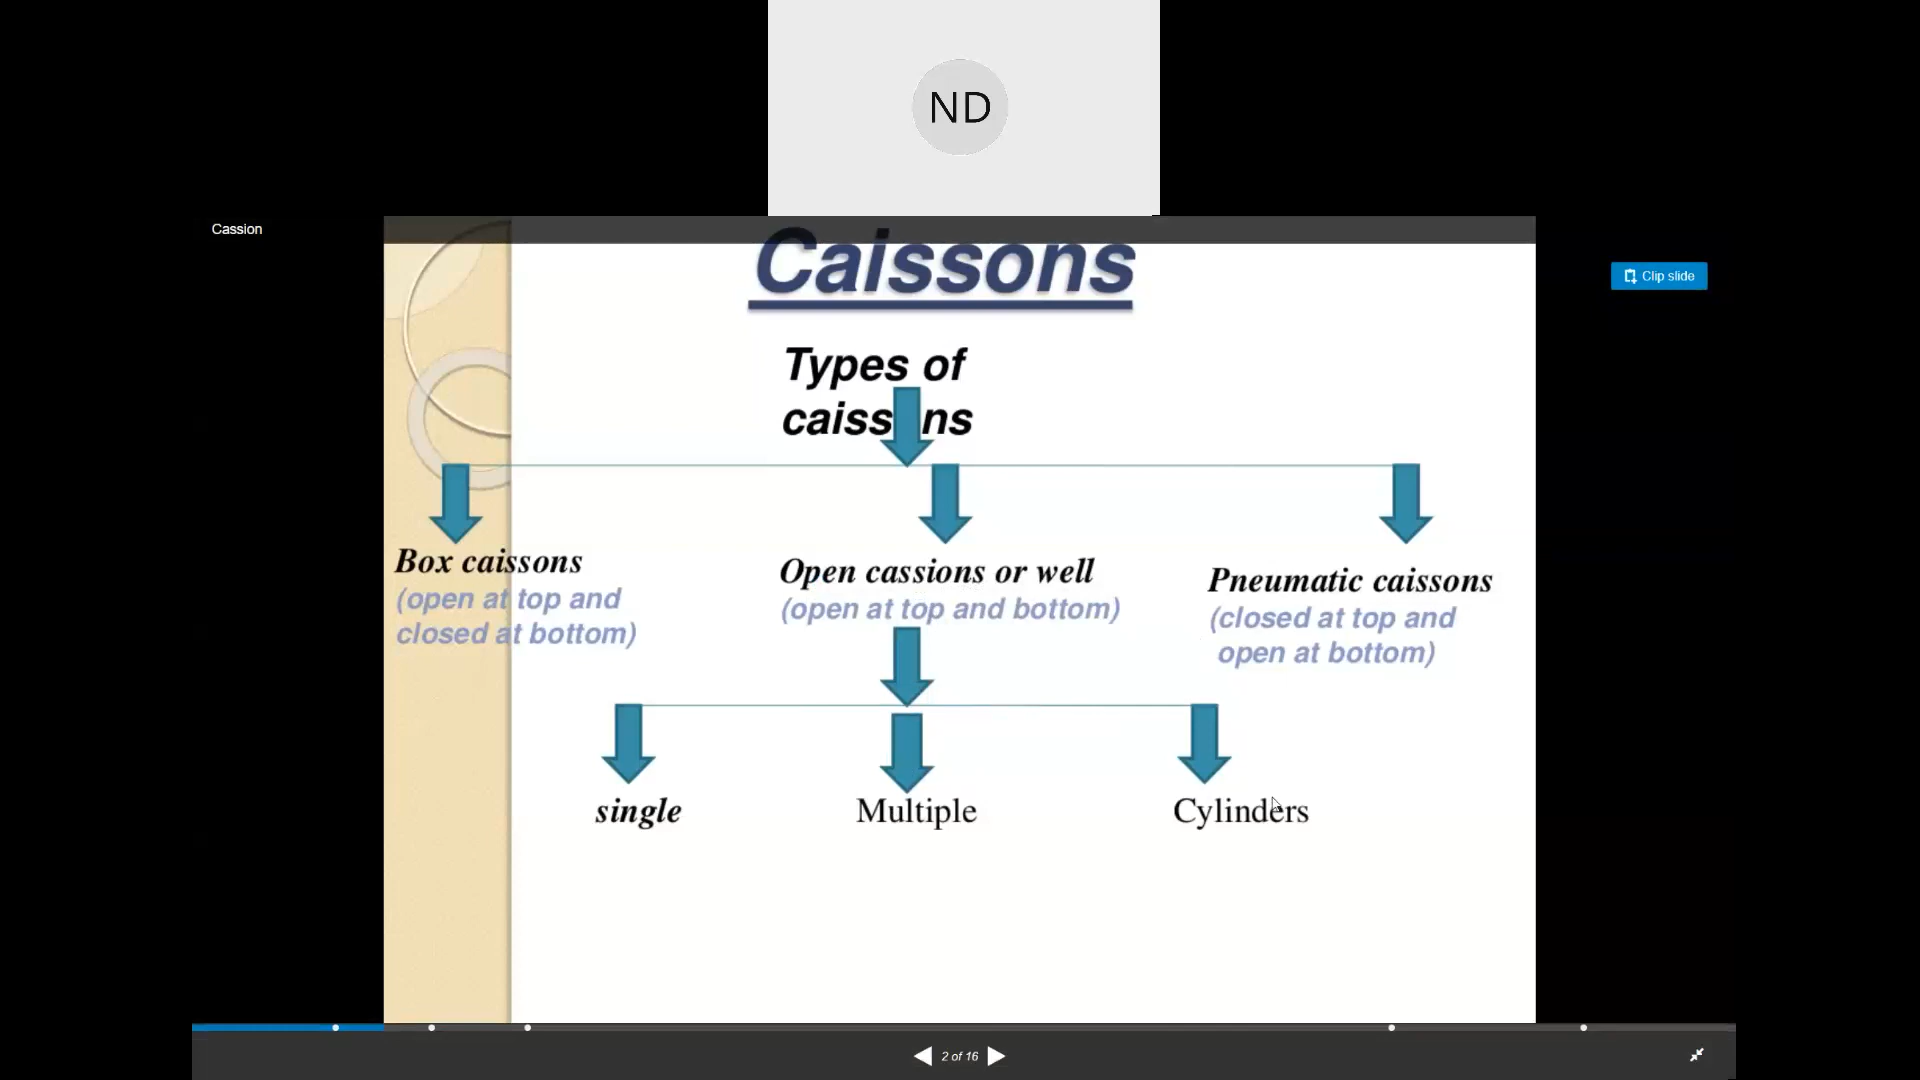 ND
Cassion
Clip slide
Caissons
Types of
caiss ns
Box caissons
(open at top and
closed at bottom)
Open cassions or well
(open at top and bottom)
Pneumatic caissons
(closed at top and
open at bottom)
single
Multiple
Cylinders
2 of 16